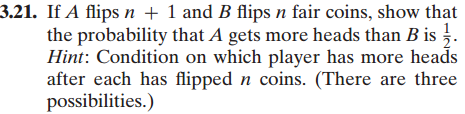 3.21. If A flips n + 1 and B flips n fair coins, show that
the probability that A gets more heads than B is 1/2.
Hint: Condition on which player has more heads
after each has flipped n coins. (There are three
possibilities.)